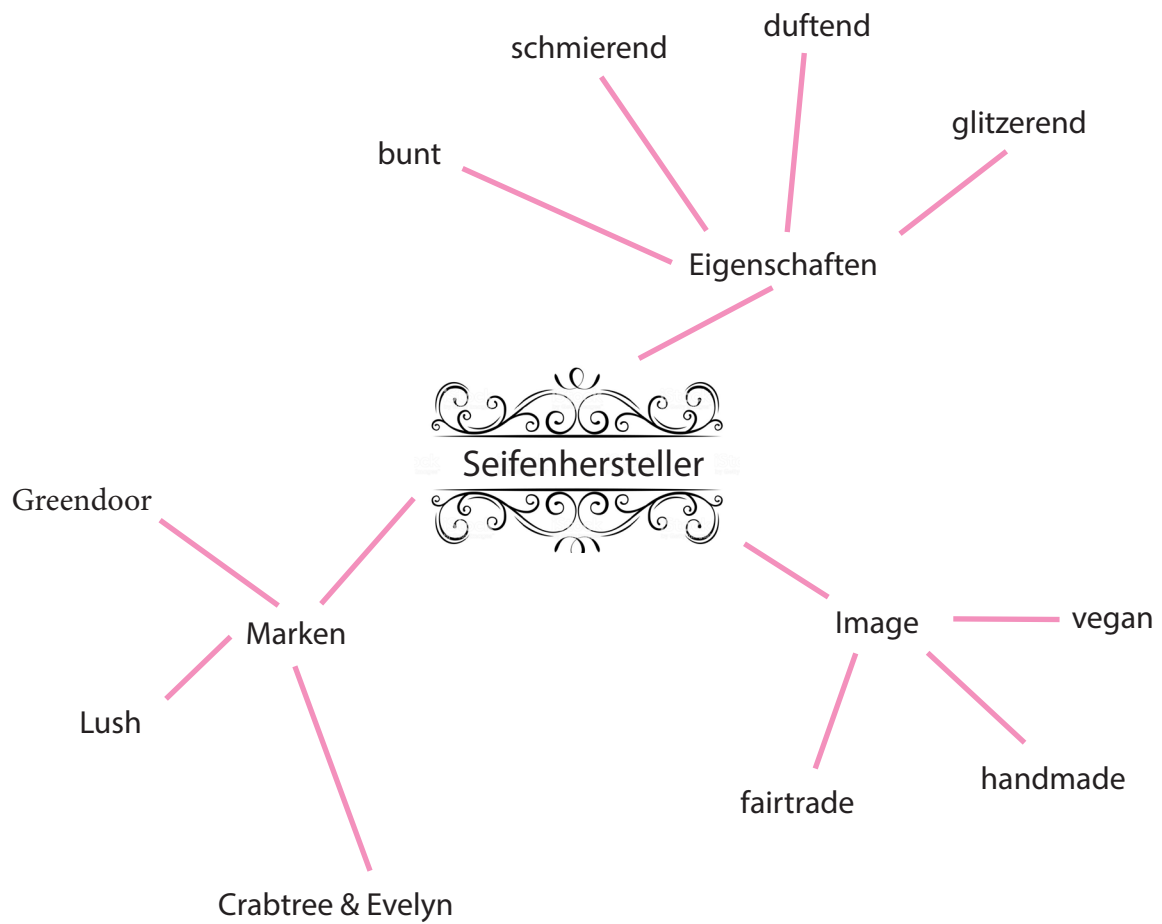 duftend
schmierend
glitzerend
bunt
Eigenschaften
Seifenhersteller
Greendoor
Marken
Image
vegan
Lush
handmade
fairtrade
Crabtree & Evelyn